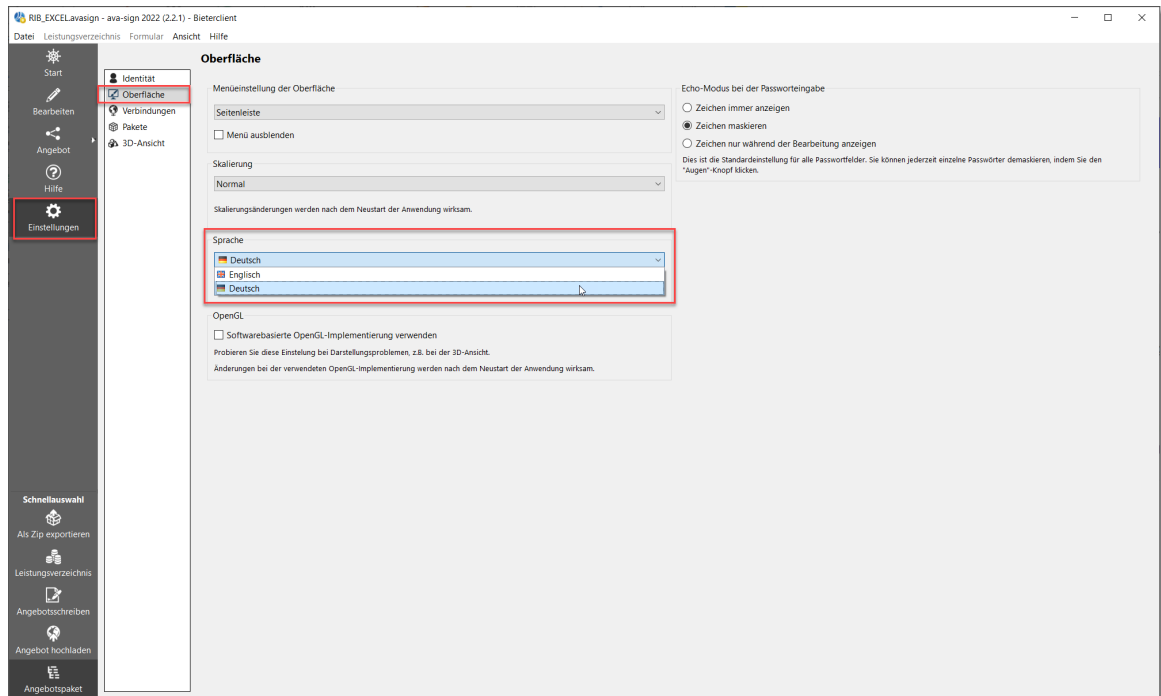 RIB_EXCEL.avasign - ava-sign 2022 (2.2.1) - Bieterclient
Datei Leistungsverzeichnis Formular Ansicht Hilfe
Start
Bearbeiten
Angebot
Hilfe
Einstellungen
Schnellauswahl
Als Zip exportieren
Leistungsverzeichnis
Angebotsschreiben
Angebot hochladen
Angebotspaket
Identität
Oberfläche
Verbindungen
Pakete
3D-Ansicht
Oberfläche
Menüeinstellung der Oberfläche
Seitenleiste
Menü ausblenden
Skalierung
Normal
Skalierungsänderungen werden nach dem Neustart der Anwendung wirksam.
Sprache
Deutsch
Englisch
Deutsch
OpenGL
Softwarebasierte OpenGL-Implementierung verwenden
Probieren Sie diese Einstelung bei Darstellungsproblemen, z.B. bei der 3D-Ansicht.
Änderungen bei der verwendeten OpenGL-Implementierung werden nach dem Neustart der Anwendung wirksam.
Echo-Modus bei der Passworteingabe
Zeichen immer anzeigen
Zeichen maskieren
Zeichen nur während der Bearbeitung anzeigen
Dies ist die Standardeinstellung für alle Passwortfelder. Sie können jederzeit einzelne Passwörter demaskieren, indem Sie den
"Augen"-Knopf klicken.